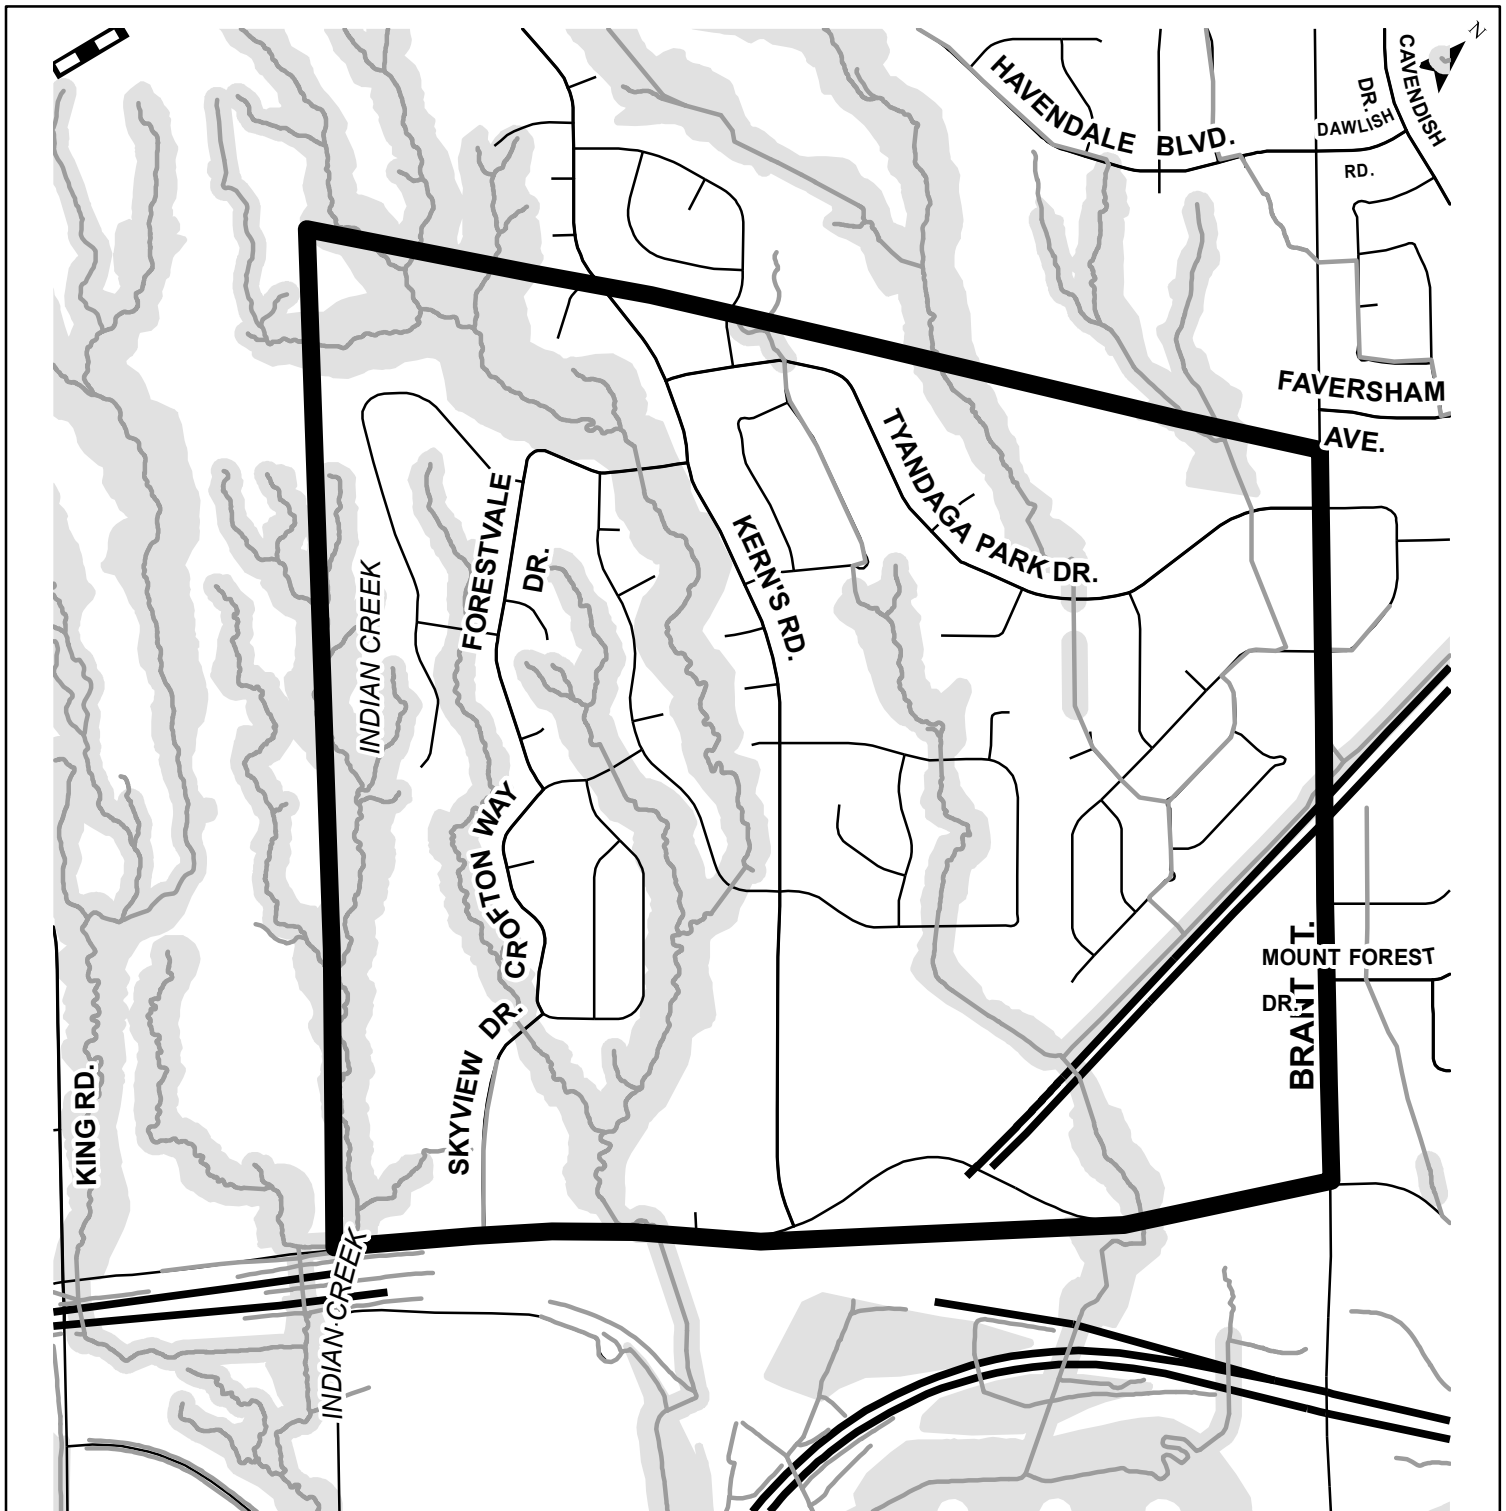 N
CAVENDISH
DR.
HAVENDALE BLVD.
DAWLISH
RD.
FAVERSHAM
AVE.
TYANDAGA PARK DR.
FORESTVALE
DR.
KERN'S RD.
INDIAN CREEK
CROFTON WAY
MOUNT FOREST
DR.
BRANT T.
SKYVIEW DR.
KING RD.
INDIAN CREEK